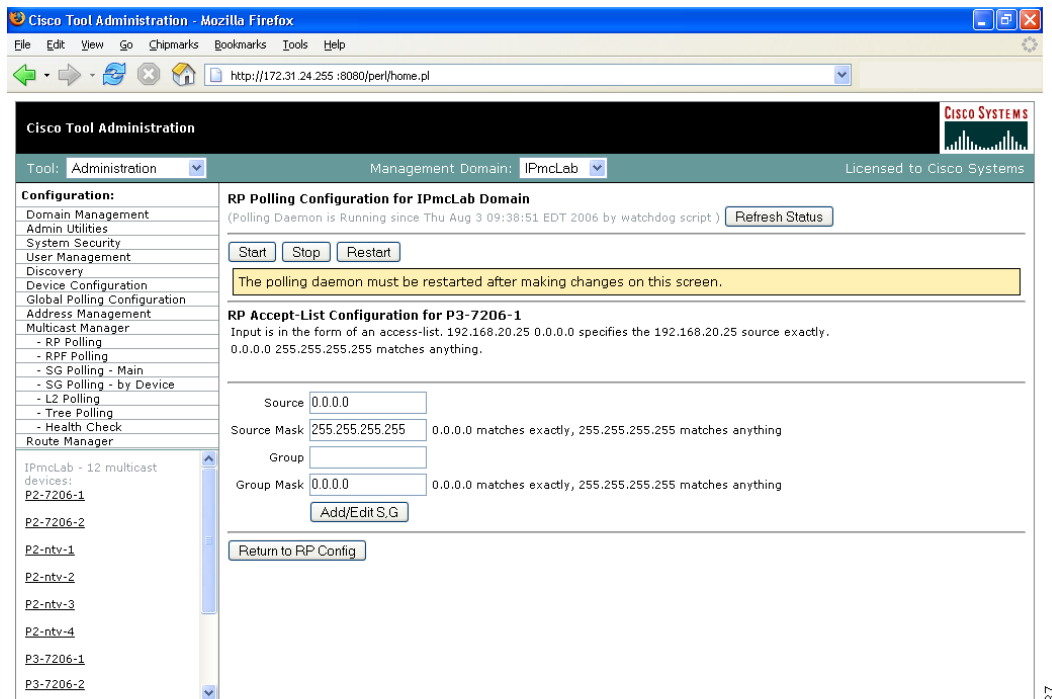 Cisco Tool Administration - Mozilla Firefox
File Edit View Go Chipmarks Bookmarks Tools Help
http://172.31.24.255 :8080/perl/home.pl
Cisco Tool Administration
CISCO SYSTEMS
Tool: Administration Management Domain: IPmcLab Licensed to Cisco Systems
Configuration:
Domain Management
Admin Utilities
System Security
User Management
Discovery
Device Configuration
Global Polling Configuration
Address Management
Multicast Manager
- RP Polling
- RPF Polling
- SG Polling - Main
- SG Polling - by Device
- L2 Polling
- Tree Polling
- Health Check
Route Manager
IPmcLab - 12 multicast
devices:
P2-7206-1
P2-7206-2
P2-ntv-1
P2-ntv-2
P2-ntv-3
P2-ntv-4
P3-7206-1
P3-7206-2
RP Polling Configuration for IPmcLab Domain
(Polling Daemon is Running since Thu Aug 3 09:38:51 EDT 2006 by watchdog script ) Refresh Status
Start Stop Restart
The polling daemon must be restarted after making changes on this screen.
RP Accept-List Configuration for P3-7206-1
Input is in the form of an access-list. 192.168.20.25 0.0.0.0 specifies the 192.168.20.25 source exactly.
0.0.0.0 255.255.255.255 matches anything.
Source 0.0.0.0
Source Mask 255.255.255.255 0.0.0.0 matches exactly, 255.255.255.255 matches anything
Group
Group Mask 0.0.0.0 0.0.0.0 matches exactly, 255.255.255.255 matches anything
Add/Edit S,G
Return to RP Config